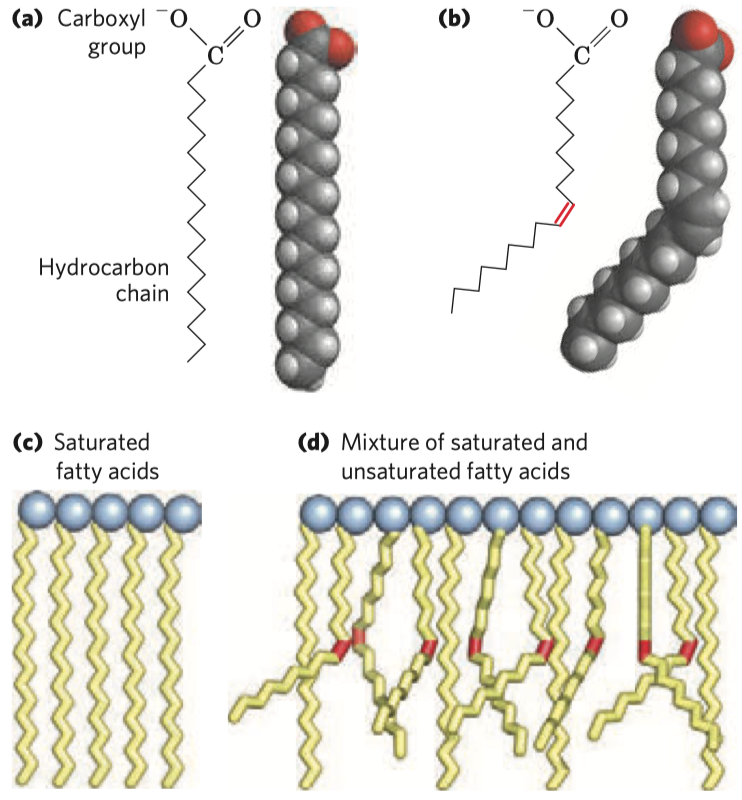 (a) Carboxyl
group
⁻O
O
C
Hydrocarbon
chain
(b)
⁻O
O
C
(c) Saturated
fatty acids
(d) Mixture of saturated and
unsaturated fatty acids